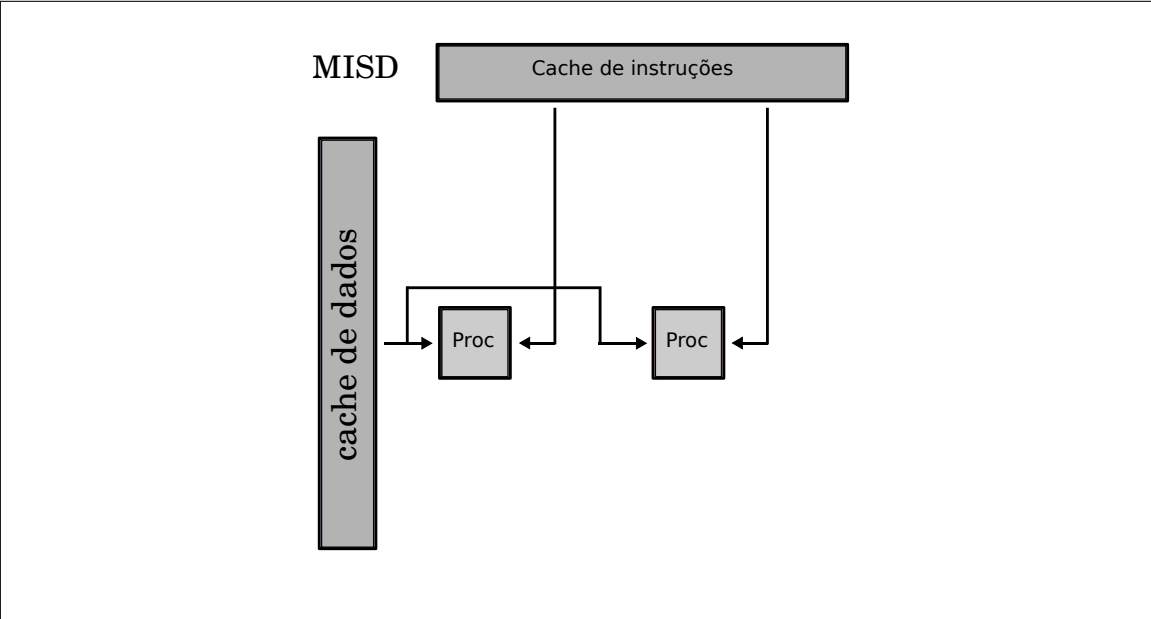 MISD
Cache de instruções
cache de dados
Proc
Proc